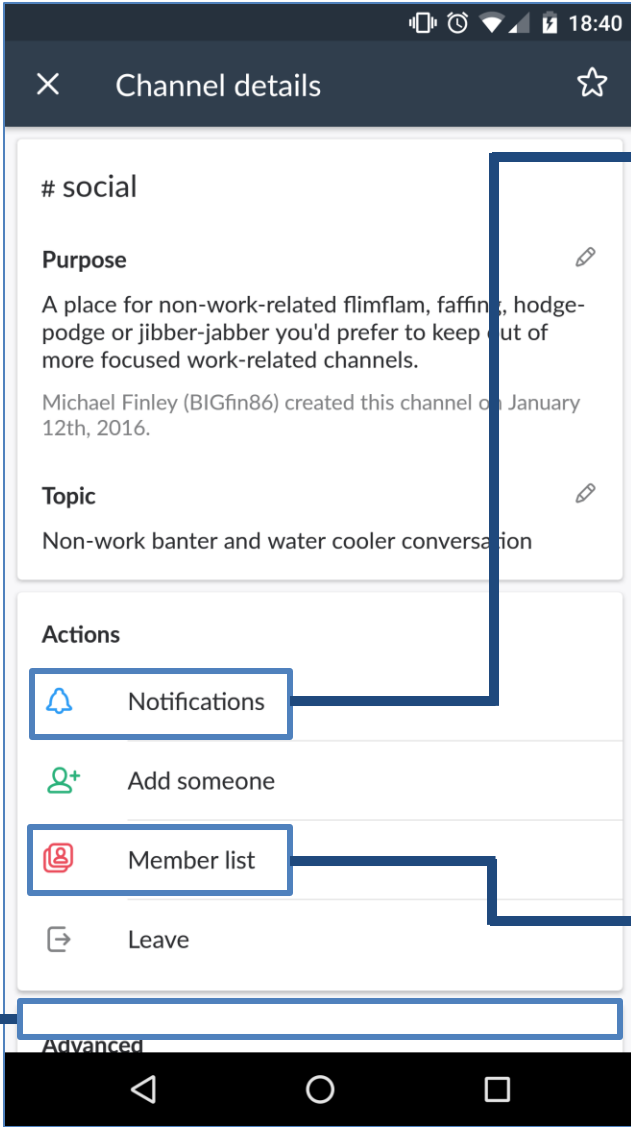 18:40
Channel details
# social
Purpose
A place for non-work-related flimflam, faffing, hodge-
podge or jibber-jabber you'd prefer to keep out of
more focused work-related channels.
Michael Finley (BIGfin86) created this channel on January
12th, 2016.
Topic
Non-work banter and water cooler conversation
Actions
Notifications
Add someone
Member list
Leave
Advanced